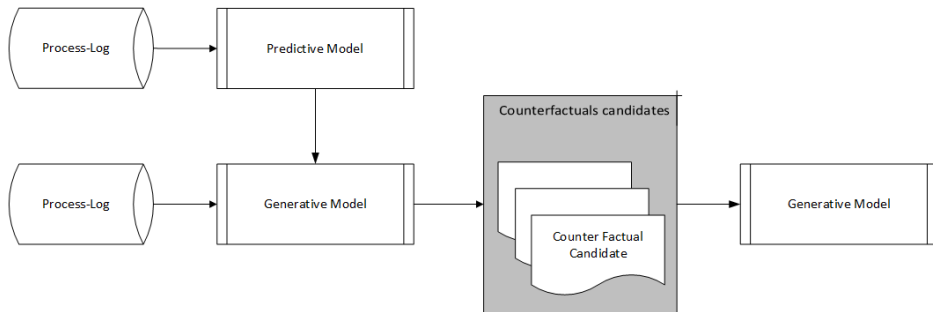 Process-Log
Predictive Model
Counterfactuals candidates
Process-Log
Generative Model
Generative Model
Counter Factual
Candidate